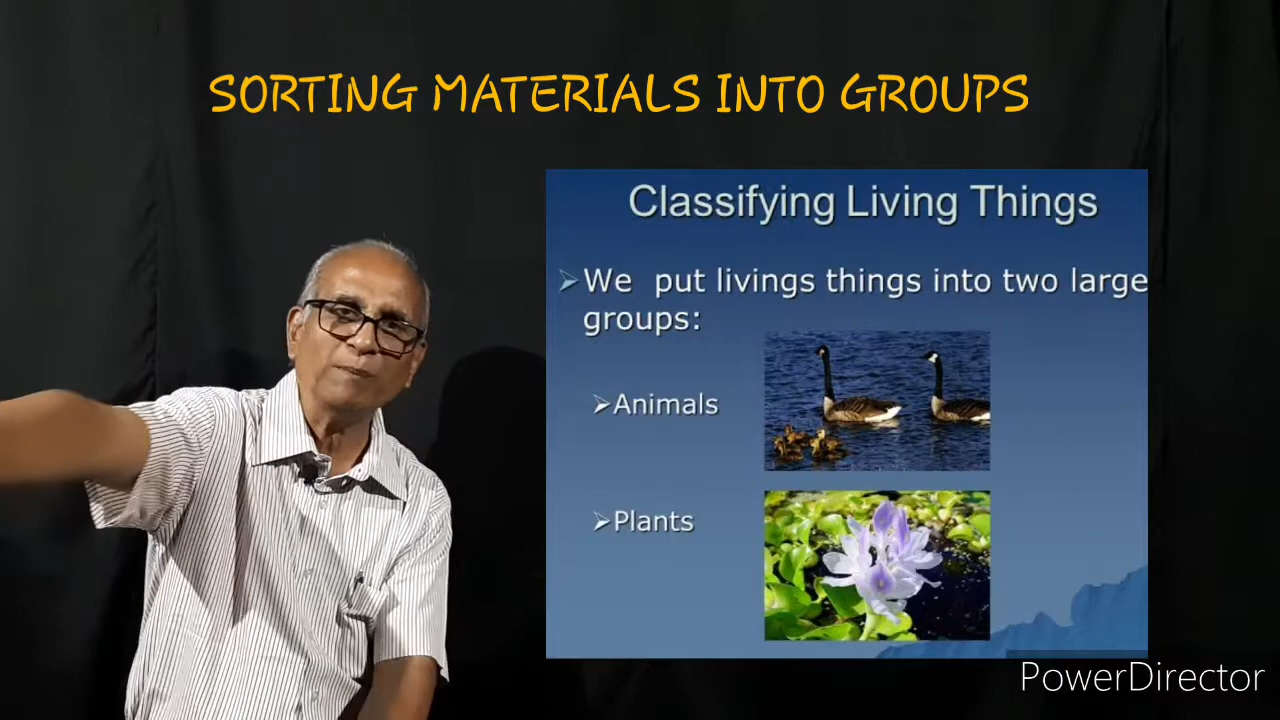 SORTING MATERIALS INTO GROUPS
Classifying Living Things
➢We put livings things into two large
groups:
➢Animals
➢Plants
PowerDirector